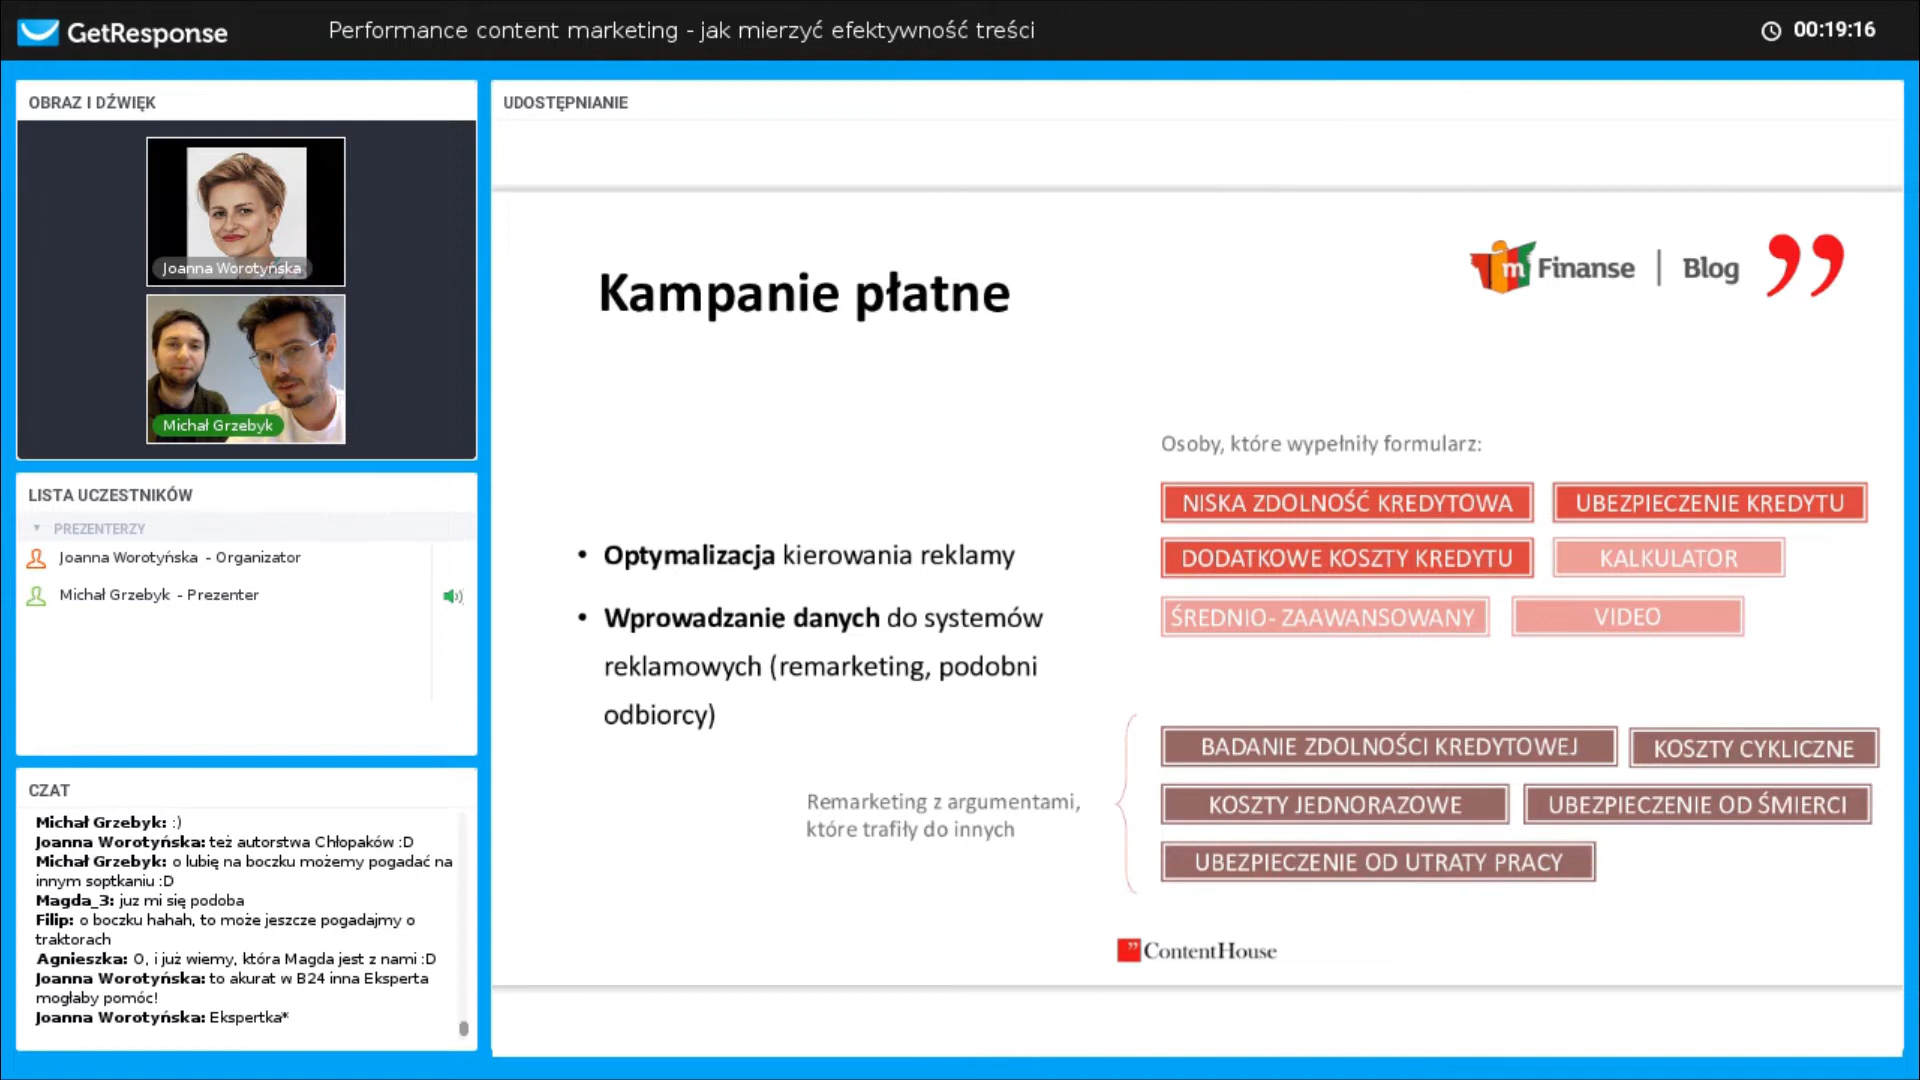 GetResponse
Performance content marketing - jak mierzyć efektywność treści
00:19:16
OBRAZ I DŹWIĘK
Joanna Worotyńska
Michał Grzebyk
LISTA UCZESTNIKÓW
PREZENTERZY
Joanna Worotyńska - Organizator
Michał Grzebyk - Prezenter
CZAT
Michał Grzebyk: :)
Joanna Worotyńska: też autorstwa Chłopaków :D
Michał Grzebyk: o lubię na boczku możemy pogadać na
innym soptkaniu :D
Magda_3: juz mi się podoba
Filip: o boczku hahah, to może jeszcze pogadajmy o
traktorach
Agnieszka: O, i już wiemy, która Magda jest z nami :D
Joanna Worotyńska: to akurat w B24 inna Eksperta
mogłaby pomóc!
Joanna Worotyńska: Ekspertka*
UDOSTĘPNIANIE
Kampanie płatne
m Finanse | Blog
• Optymalizacja kierowania reklamy
• Wprowadzanie danych do systemów
reklamowych (remarketing, podobni
odbiorcy)
Osoby, które wypełniły formularz:
NISKA ZDOLNOŚĆ KREDYTOWA
UBEZPIECZENIE KREDYTU
DODATKOWE KOSZTY KREDYTU
KALKULATOR
ŚREDNIO- ZAAWANSOWANY
VIDEO
Remarketing z argumentami,
które trafiły do innych
BADANIE ZDOLNOŚCI KREDYTOWEJ
KOSZTY CYKLICZNE
KOSZTY JEDNORAZOWE
UBEZPIECZENIE OD ŚMIERCI
UBEZPIECZENIE OD UTRATY PRACY
ContentHouse